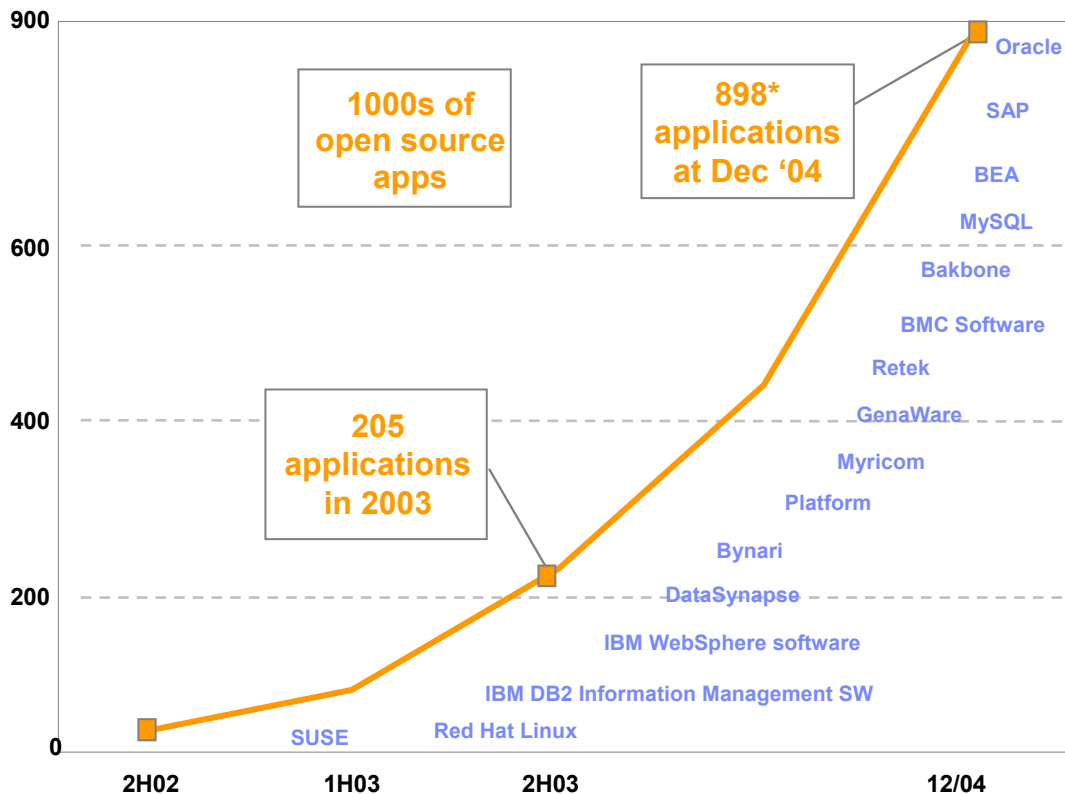 900
Oracle
1000s of
open source
apps
898*
applications
at Dec ‘04
SAP
BEA
MySQL
600
Bakbone
BMC Software
Retek
400
GenaWare
205
applications
in 2003
Myricom
Platform
Bynari
200
DataSynapse
IBM WebSphere software
IBM DB2 Information Management SW
Red Hat Linux
SUSE
0
2H02
1H03
2H03
12/04